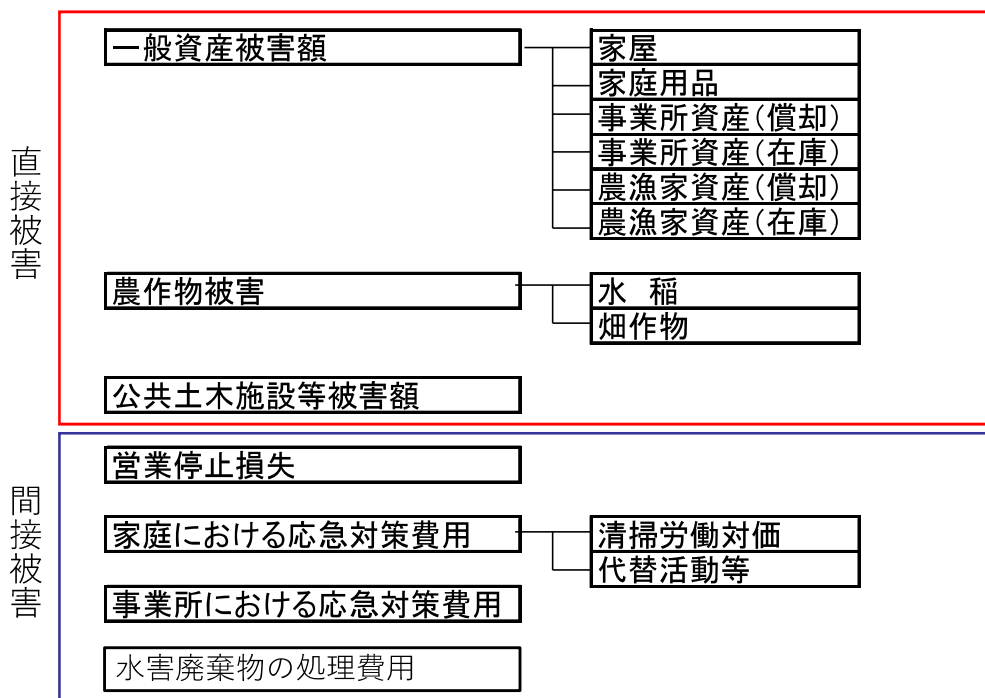 直接被害
一般資産被害額
家屋
家庭用品
事業所資産(償却)
事業所資産(在庫)
農漁家資産(償却)
農漁家資産(在庫)
農作物被害
水　稲
畑作物
公共土木施設等被害額
間接被害
営業停止損失
家庭における応急対策費用
清掃労働対価
代替活動等
事業所における応急対策費用
水害廃棄物の処理費用